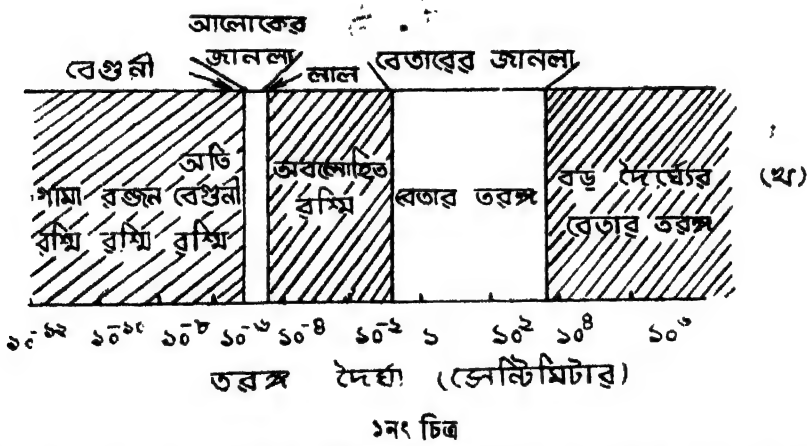 আলোকের
জানলা
বেগুনী লাল বেতারের জানলা
অতি
গামা রঞ্জন বেগুনী
রশ্মি রশ্মি রশ্মি
অবলোহিত
রশ্মি
বেতার তরঙ্গ
বড় দৈর্ঘ্যের
বেতার তরঙ্গ
(খ)
১০⁻¹² ১০⁻¹⁰ ১০⁻⁸ ১০⁻⁶ ১০⁻⁴ ১০⁻² ১ ১০² ১০⁴ ১০⁶
তরঙ্গ দৈর্ঘ্য (সেন্টিমিটার)
১নং চিত্র